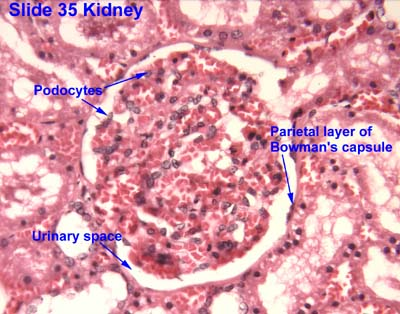 Slide 35 Kidney
Podocytes
Parietal layer of
Bowman's capsule
Urinary space